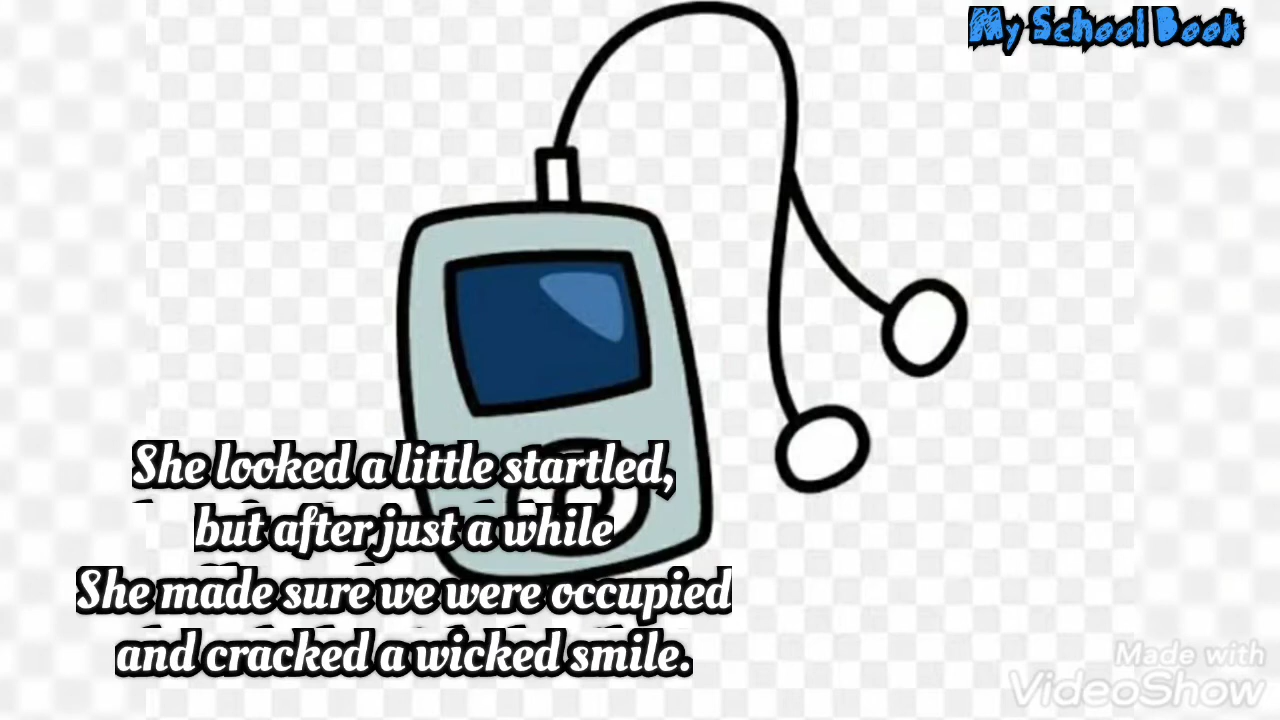 My School Book
She looked a little startled,
but after just a while
She made sure we were occupied
and cracked a wicked smile.
Made with
VideoShow